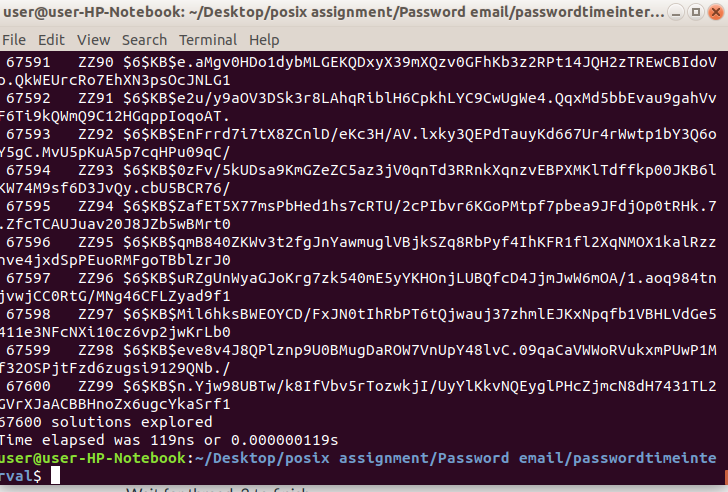 user@user-HP-Notebook: ~/Desktop/posix assignment/Password email/passwordtimeinter...
File Edit View Search Terminal Help
67591 ZZ90 $6$KB$e.aMgv0HDo1dybMLGEKQDxyX39mXQzv0GFhKb3z2RPt14JQH2zTREwCBIdoV
o.QkWEUrcRo7EhXN3psOcJNLG1
67592 ZZ91 $6$KB$e2u/y9aOV3DSk3r8LAhqRiblH6CpkhLYC9CwUgWe4.QqxMd5bbEvau9gahVv
F6Ti9kQWmQ9C12HGqppIoqoAT.
67593 ZZ92 $6$KB$EnFrrd7i7tX8ZCnlD/eKc3H/AV.lxky3QEPdTauyKd667Ur4rWwtp1bY3Q6o
Y5gC.MvU5pKuA5p7cqHPu09qC/
67594 ZZ93 $6$KB$0zFv/5kUDsa9KmGZeZC5az3jV0qnTd3RRnkXqnzvEBPXMKlTdffkp00JKB6l
KW74M9sf6D3JvQy.cbU5BCR76/
67595 ZZ94 $6$KB$ZafET5X77msPbHed1hs7cRTU/2cPIbvr6KGoPMtpf7pbea9JFdjOp0tRHk.7
.ZfcTCAUJuav20J8JZb5wBMrt0
67596 ZZ95 $6$KB$qmB840ZKWv3t2fgJnYawmuglVBjkSZq8RbPyf4IhKFR1fl2XqNMOX1kalRzz
nve4jxdSpPEuoRMFgoTBblzrJ0
67597 ZZ96 $6$KB$uRZgUnWyaGJoKrg7zk540mE5yYKHOnjLUBQfcD4JjmJwW6mOA/1.aoq984tn
jvwjCC0RtG/MNg46CFLZyad9f1
67598 ZZ97 $6$KB$Mil6hksBWEOYCD/FxJN0tIhRbPT6tQjwauj37zhmlEJKxNpqfb1VBHLVdGe5
411e3NFcNXi10cz6vp2jwKrLb0
67599 ZZ98 $6$KB$eve8v4J8QPlznp9U0BMugDaROW7VnUpY48lvC.09qaCaVWWoRVukxmPUwP1M
f32OSPjtFzd6zugsi9129QNb./
67600 ZZ99 $6$KB$n.Yjw98UBTw/k8IfVbv5rTozwkjI/UyYlKkvNQEyglPHcZjmcN8dH7431TL2
GVrXJaACBBHnoZx6ugcYkaSrf1
67600 solutions explored
Time elapsed was 119ns or 0.000000119s
user@user-HP-Notebook:~/Desktop/posix assignment/Password email/passwordtimeinte
rval$